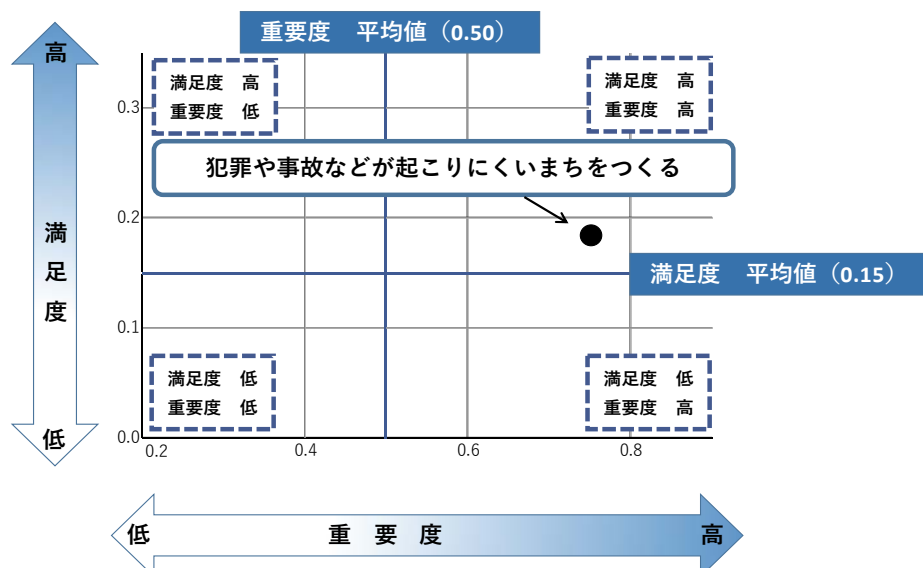 重要度　平均値（0.50）
高
満足度　高
重要度　低
満足度　高
重要度　高
0.3
犯罪や事故などが起こりにくいまちをつくる
0.2
満足度
満足度　平均値（0.15）
0.1
満足度　低
重要度　低
満足度　低
重要度　高
低
0.0
0.2
0.4
0.6
0.8
低
重要度
高